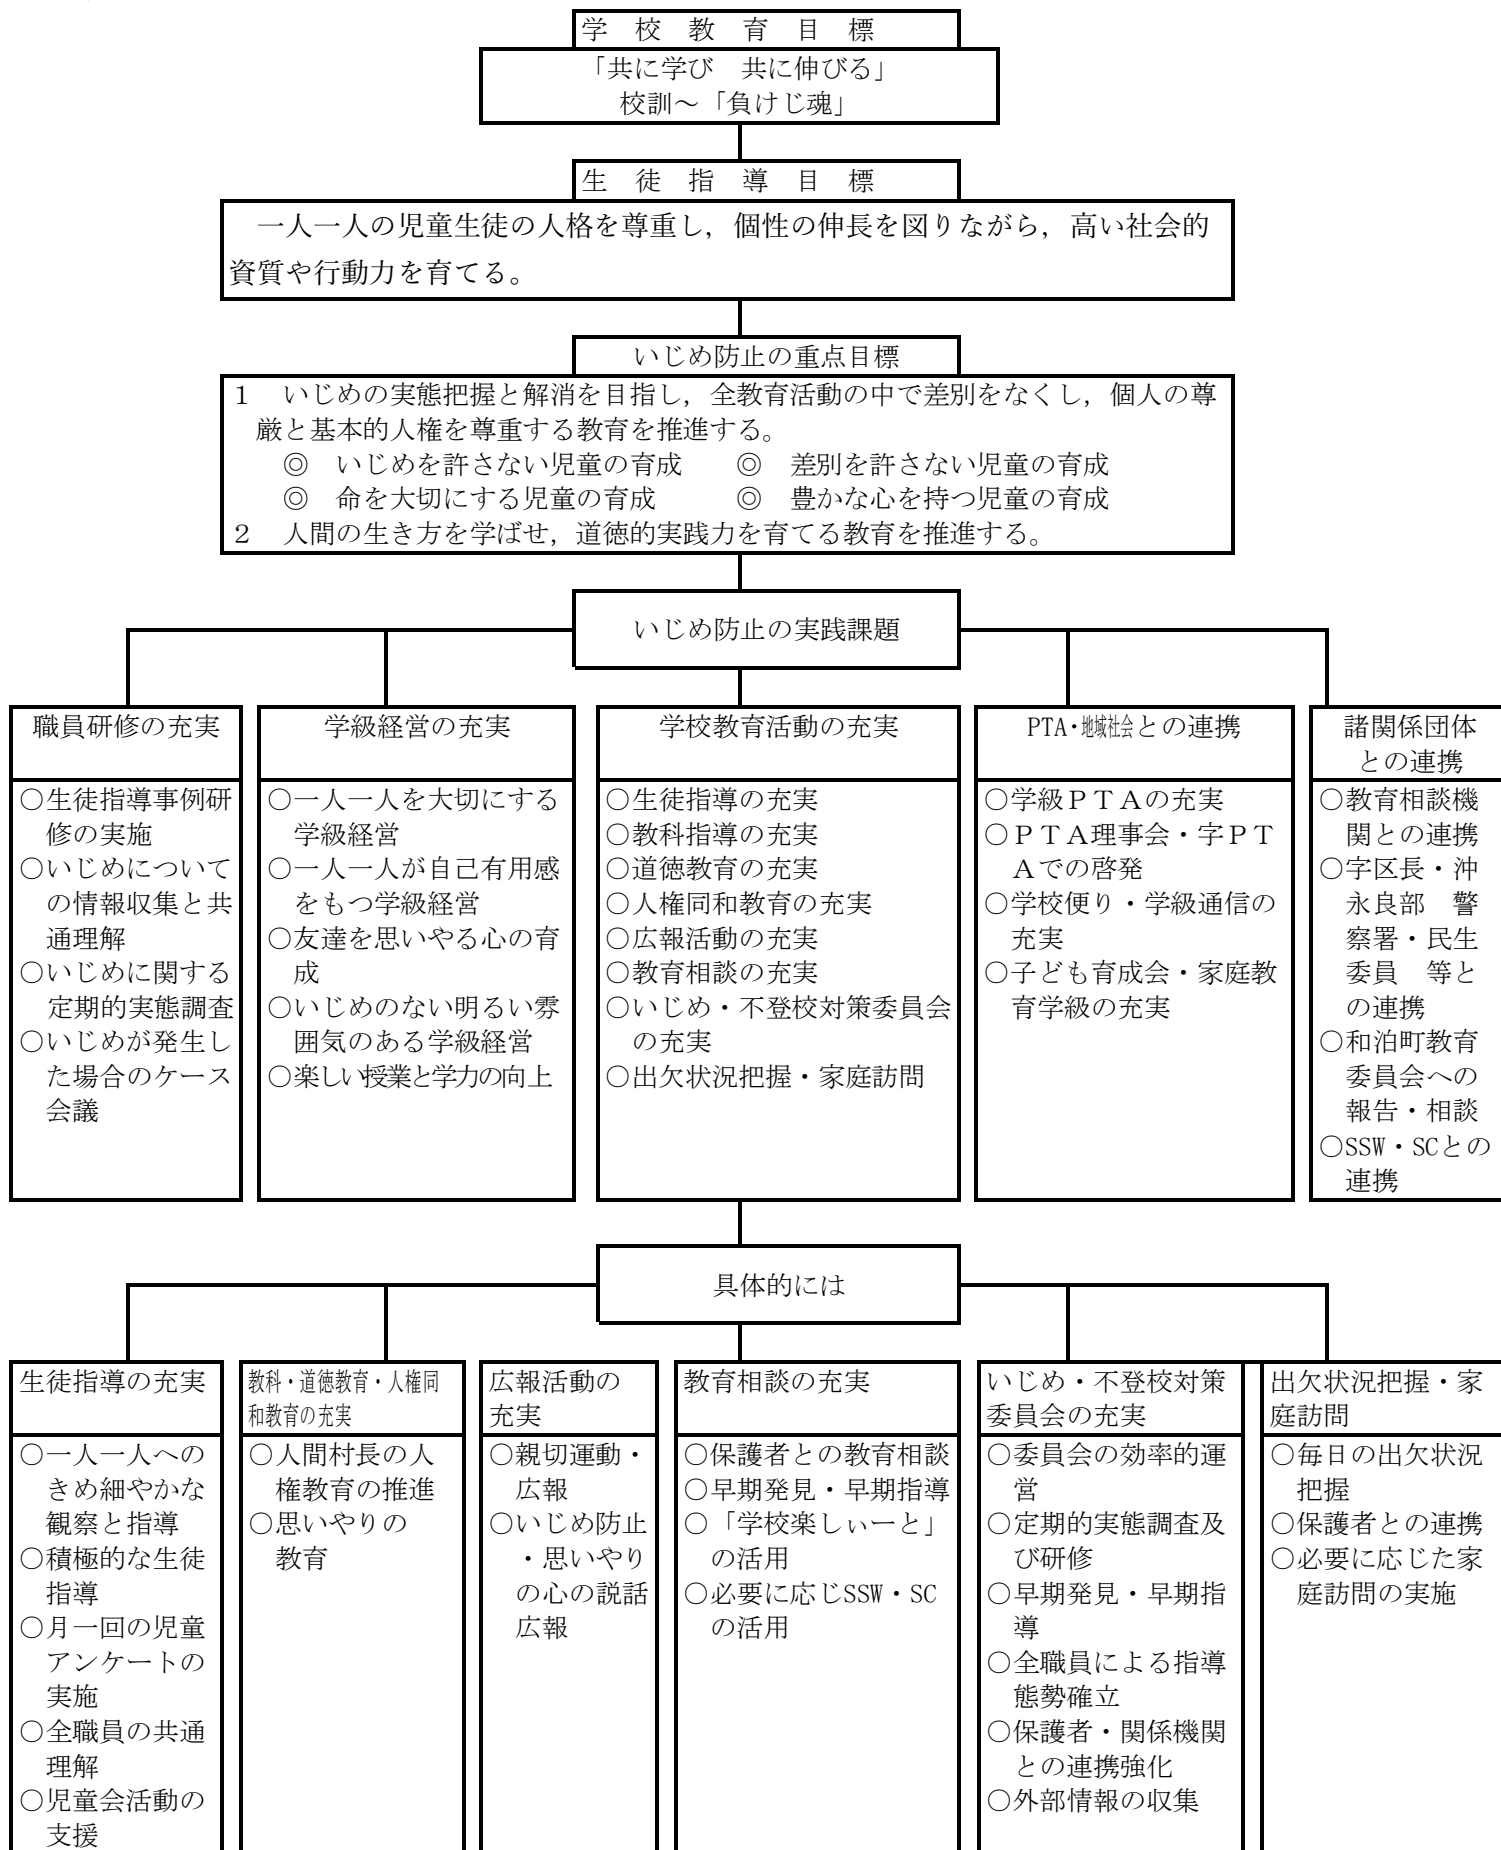 学校教育目標
「共に学び　共に伸びる」
校訓～「負けじ魂」
生徒指導目標
一人一人の児童生徒の人格を尊重し，個性の伸長を図りながら，高い社会的
資質や行動力を育てる。
いじめ防止の重点目標
１　いじめの実態把握と解消を目指し，全教育活動の中で差別をなくし，個人の尊
厳と基本的人権を尊重する教育を推進する。
◎　いじめを許さない児童の育成　　◎　差別を許さない児童の育成
◎　命を大切にする児童の育成　　　◎　豊かな心を持つ児童の育成
２　人間の生き方を学ばせ，道徳的実践力を育てる教育を推進する。
いじめ防止の実践課題
職員研修の充実
○生徒指導事例研
修の実施
○いじめについて
の情報収集と共
通理解
○いじめに関する
定期的実態調査
○いじめが発生し
た場合のケース
会議
学級経営の充実
○一人一人を大切にする
学級経営
○一人一人が自己有用感
をもつ学級経営
○友達を思いやる心の育
成
○いじめのない明るい雰
囲気のある学級経営
○楽しい授業と学力の向上
学校教育活動の充実
○生徒指導の充実
○教科指導の充実
○道徳教育の充実
○人権同和教育の充実
○広報活動の充実
○教育相談の充実
○いじめ・不登校対策委員会
の充実
○出欠状況把握・家庭訪問
PTA・地域社会との連携
○学級ＰＴＡの充実
○ＰＴＡ理事会・字ＰＴ
Ａでの啓発
○学校便り・学級通信の
充実
○子ども育成会・家庭教
育学級の充実
諸関係団体
との連携
○教育相談機
関との連携
○字区長・沖
永良部　警
察署・民生
委員　等と
の連携
○和泊町教育
委員会への
報告・相談
○SSW・SCとの
連携
具体的には
生徒指導の充実
○一人一人への
きめ細やかな
観察と指導
○積極的な生徒
指導
○月一回の児童
アンケートの
実施
○全職員の共通
理解
○児童会活動の
支援
教科・道徳教育・人権同
和教育の充実
○人間村長の人
権教育の推進
○思いやりの
教育
広報活動の
充実
○親切運動・
広報
○いじめ防止
・思いやり
の心の説話
広報
教育相談の充実
○保護者との教育相談
○早期発見・早期指導
○「学校楽しぃーと」
の活用
○必要に応じSSW・SC
の活用
いじめ・不登校対策
委員会の充実
○委員会の効率的運
営
○定期的実態調査及
び研修
○早期発見・早期指
導
○全職員による指導
態勢確立
○保護者・関係機関
との連携強化
○外部情報の収集
出欠状況把握・家
庭訪問
○毎日の出欠状況
把握
○保護者との連携
○必要に応じた家
庭訪問の実施